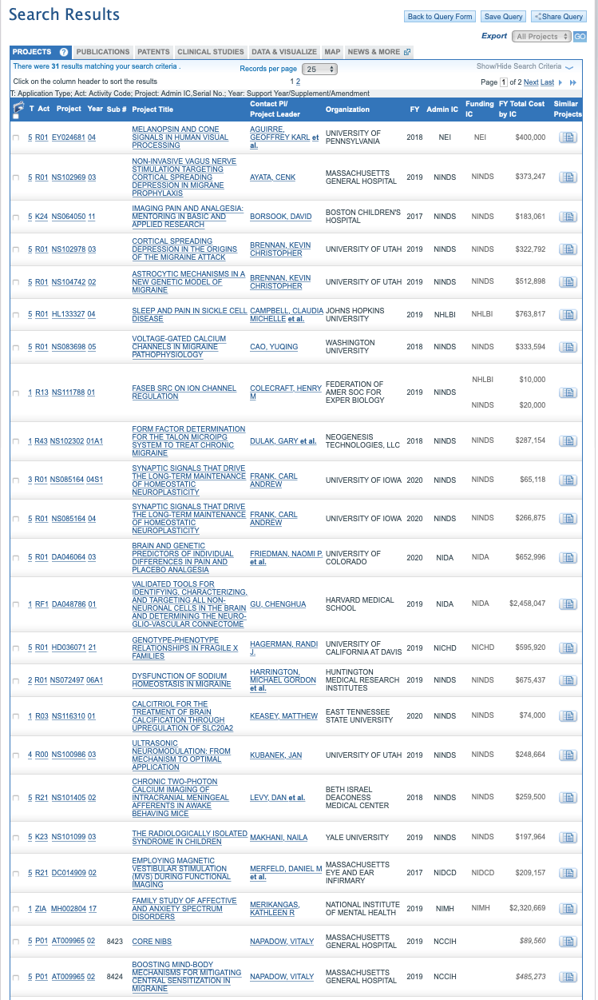 Search Results
Back to Query Form Save Query Share Query
Export All Projects GO
PROJECTS ? PUBLICATIONS PATENTS CLINICAL STUDIES DATA & VISUALIZE MAP NEWS & MORE
There were 31 results matching your search criteria . Records per page 25 Show/Hide Search Criteria
Click on the column header to sort the results 1 2 Page 1 of 2 Next Last
T: Application Type; Act: Activity Code; Project: Admin IC,Serial No.; Year: Support Year/Supplement/Amendment
T Act Project Year Sub # Project Title Contact PI/ Project Leader Organization FY Admin IC Funding IC FY Total Cost by IC Similar Projects
5 R01 EY024681 04 MELANOPSIN AND CONE SIGNALS IN HUMAN VISUAL PROCESSING AGUIRRE, GEOFFREY KARL et al. UNIVERSITY OF PENNSYLVANIA 2018 NEI NEI $400,000
5 R01 NS102969 03 NON-INVASIVE VAGUS NERVE STIMULATION TARGETING CORTICAL SPREADING DEPRESSION IN MIGRANE PROPHYLAXIS AYATA, CENK MASSACHUSETTS GENERAL HOSPITAL 2019 NINDS NINDS $373,247
5 K24 NS064050 11 IMAGING PAIN AND ANALGESIA: MENTORING IN BASIC AND APPLIED RESEARCH BORSOOK, DAVID BOSTON CHILDREN'S HOSPITAL 2017 NINDS NINDS $183,061
5 R01 NS102978 03 CORTICAL SPREADING DEPRESSION IN THE ORIGINS OF THE MIGRAINE ATTACK BRENNAN, KEVIN CHRISTOPHER UNIVERSITY OF UTAH 2019 NINDS NINDS $322,792
5 R01 NS104742 02 ASTROCYTIC MECHANISMS IN A NEW GENETIC MODEL OF MIGRAINE BRENNAN, KEVIN CHRISTOPHER UNIVERSITY OF UTAH 2019 NINDS NINDS $512,898
5 R01 HL133327 04 SLEEP AND PAIN IN SICKLE CELL DISEASE CAMPBELL, CLAUDIA MICHELLE et al. JOHNS HOPKINS UNIVERSITY 2019 NHLBI NHLBI $763,817
5 R01 NS083698 05 VOLTAGE-GATED CALCIUM CHANNELS IN MIGRAINE PATHOPHYSIOLOGY CAO, YUQING WASHINGTON UNIVERSITY 2018 NINDS NINDS $333,594
1 R13 NS111788 01 FASEB SRC ON ION CHANNEL REGULATION COLECRAFT, HENRY M FEDERATION OF AMER SOC FOR EXPER BIOLOGY 2019 NINDS NHLBI $10,000 NINDS $20,000
1 R43 NS102302 01A1 FORM FACTOR DETERMINATION FOR THE TALON MICROIPG SYSTEM TO TREAT CHRONIC MIGRAINE DULAK, GARY et al. NEOGENESIS TECHNOLOGIES, LLC 2018 NINDS NINDS $287,154
3 R01 NS085164 04S1 SYNAPTIC SIGNALS THAT DRIVE THE LONG-TERM MAINTENANCE OF HOMEOSTATIC NEUROPLASTICITY FRANK, CARL ANDREW UNIVERSITY OF IOWA 2020 NINDS NINDS $65,118
5 R01 NS085164 04 SYNAPTIC SIGNALS THAT DRIVE THE LONG-TERM MAINTENANCE OF HOMEOSTATIC NEUROPLASTICITY FRANK, CARL ANDREW UNIVERSITY OF IOWA 2020 NINDS NINDS $266,875
5 R01 DA046064 03 BRAIN AND GENETIC PREDICTORS OF INDIVIDUAL DIFFERENCES IN PAIN AND PLACEBO ANALGESIA FRIEDMAN, NAOMI P. et al. UNIVERSITY OF COLORADO 2020 NIDA NIDA $652,996
1 RF1 DA048786 01 VALIDATED TOOLS FOR IDENTIFYING, CHARACTERIZING, AND TARGETING ALL NON-NEURONAL CELLS IN THE BRAIN AND DETERMINING THE NEURO-GLIO-VASCULAR CONNECTOME GU, CHENGHUA HARVARD MEDICAL SCHOOL 2019 NIDA NIDA $2,458,047
5 R01 HD036071 21 GENOTYPE-PHENOTYPE RELATIONSHIPS IN FRAGILE X FAMILIES HAGERMAN, RANDI J. UNIVERSITY OF CALIFORNIA AT DAVIS 2019 NICHD NICHD $595,920
2 R01 NS072497 06A1 DYSFUNCTION OF SODIUM HOMEOSTASIS IN MIGRAINE HARRINGTON, MICHAEL GORDON et al. HUNTINGTON MEDICAL RESEARCH INSTITUTES 2019 NINDS NINDS $675,437
1 R03 NS116310 01 CALCITRIOL FOR THE TREATMENT OF BRAIN CALCIFICATION THROUGH UPREGULATION OF SLC20A2 KEASEY, MATTHEW EAST TENNESSEE STATE UNIVERSITY 2020 NINDS NINDS $74,000
4 R00 NS100986 03 ULTRASONIC NEUROMODULATION: FROM MECHANISM TO OPTIMAL APPLICATION KUBANEK, JAN UNIVERSITY OF UTAH 2019 NINDS NINDS $248,664
5 R21 NS101405 02 CHRONIC TWO-PHOTON CALCIUM IMAGING OF INTRACRANIAL MENINGEAL AFFERENTS IN AWAKE BEHAVING MICE LEVY, DAN et al. BETH ISRAEL DEACONESS MEDICAL CENTER 2018 NINDS NINDS $259,500
5 K23 NS101099 03 THE RADIOLOGICALLY ISOLATED SYNDROME IN CHILDREN MAKHANI, NAILA YALE UNIVERSITY 2019 NINDS NINDS $197,964
5 R21 DC014909 02 EMPLOYING MAGNETIC VESTIBULAR STIMULATION (MVS) DURING FUNCTIONAL IMAGING MERFELD, DANIEL M et al. MASSACHUSETTS EYE AND EAR INFIRMARY 2017 NIDCD NIDCD $209,157
1 ZIA MH002804 17 FAMILY STUDY OF AFFECTIVE AND ANXIETY SPECTRUM DISORDERS MERIKANGAS, KATHLEEN R NATIONAL INSTITUTE OF MENTAL HEALTH 2019 NIMH NIMH $2,320,669
5 P01 AT009965 02 8423 CORE NIBS NAPADOW, VITALY MASSACHUSETTS GENERAL HOSPITAL 2019 NCCIH $89,560
5 P01 AT009965 02 8424 BOOSTING MIND-BODY MECHANISMS FOR MITIGATING CENTRAL SENSITIZATION IN MIGRAINE NAPADOW, VITALY MASSACHUSETTS GENERAL HOSPITAL 2019 NCCIH $485,273